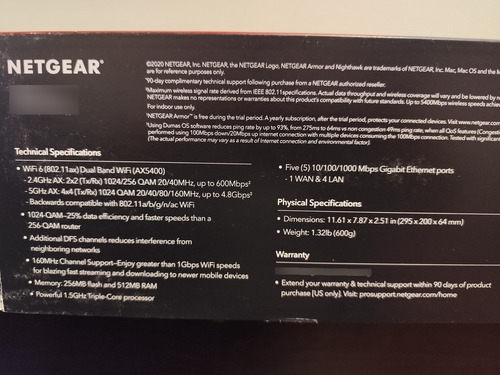 NETGEAR®
©2020 NETGEAR, Inc. NETGEAR, the NETGEAR Logo, NETGEAR Armor and Nighthawk are trademarks of NETGEAR, Inc. Mac, Mac OS and the M
are for reference purposes only.
90-day complimentary technical support following purchase from a NETGEAR authorized reseller.
Maximum wireless signal rate derived from IEEE 802.11 specifications. Actual data throughput and wireless coverage will vary and be lowered by n
NETGEAR makes no representations or warranties about this product's compatibility with future standards. Up to 5400Mbps wireless speeds achie
For indoor use only.
NETGEAR Armor™ is free during the trial period. A yearly subscription, after the trial period, protects your connected devices. Visit www.netgear.com
Using Dumas OS software reduces ping rate by up to 93%, from 275ms to 64ms vs non congestion 49ms ping rate, when all QoS features (Conges
performed using 100Mbps down/20Mbps up internet connection with multiple devices consuming the 100Mbps connection. Tested with significant
(The actual performance may vary as a result of internet and environmental conditions)
Technical Specifications
• WiFi 6 (802.11ax) Dual Band WiFi (AX5400)
- 2.4GHz AX: 2x2 (Tx/Rx) 1024/256 QAM 20/40MHz, up to 600Mbps‡
- 5GHz AX: 4x4 (Tx/Rx) 1024 QAM 20/40/80/160MHz, up to 4.8Gbps‡
- Backwards compatible with 802.11a/b/g/n/ac WiFi
• 1024-QAM–25% data efficiency and faster speeds than a
256-QAM router
• Additional DFS channels reduces interference from
neighboring networks
• 160MHz Channel Support–Enjoy greater than 1Gbps WiFi speeds
for blazing fast streaming and downloading to newer mobile devices
• Memory: 256MB flash and 512MB RAM
• Powerful 1.5GHz Triple-Core processor
• Five (5) 10/100/1000 Mbps Gigabit Ethernet ports
- 1 WAN & 4 LAN
Physical Specifications
• Dimensions: 11.61 x 7.87 x 2.51 in (295 x 200 x 64 mm)
• Weight: 1.32lb (600g)
Warranty
• Extend your warranty & technical support within 90 days of product
purchase [US only]. Visit: prosupport.netgear.com/home